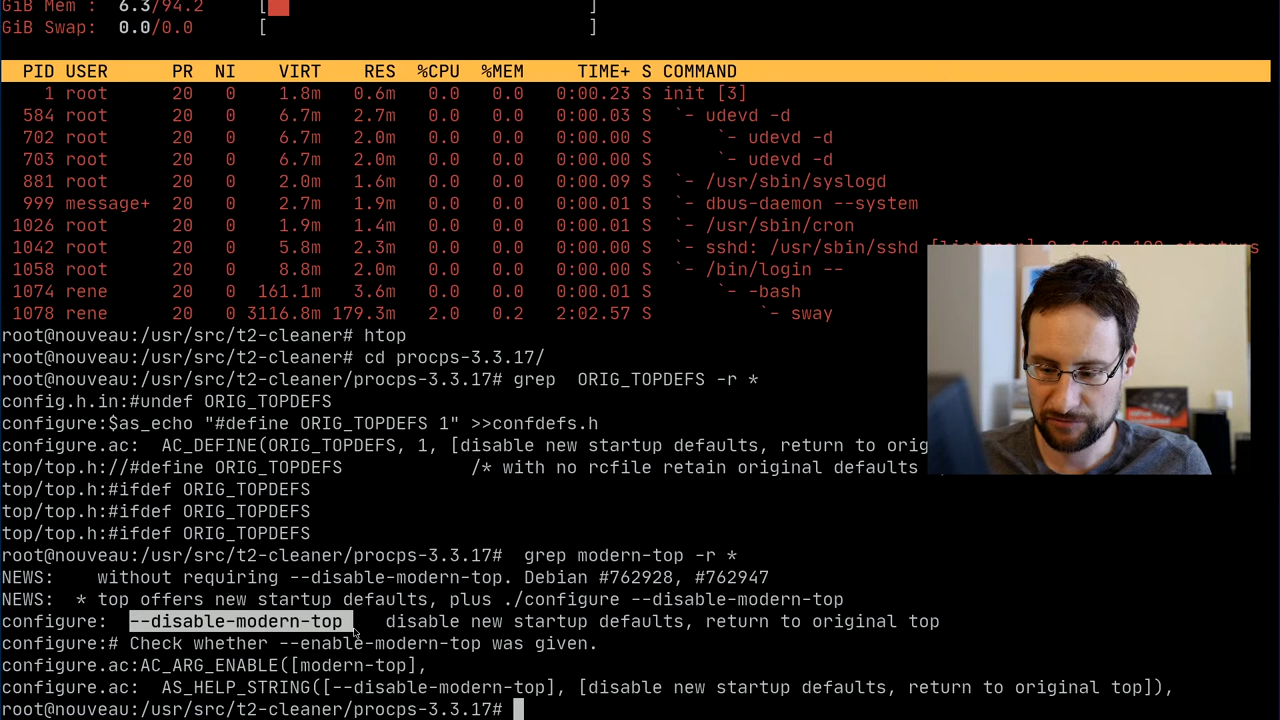 GiB Mem :  6.3/94.2      [                              ]
GiB Swap:  0.0/0.0      [                              ]
PID USER      PR  NI    VIRT    RES  %CPU  %MEM     TIME+ S COMMAND
1 root      20   0    1.8m   0.6m   0.0   0.0   0:00.23 S init [3]
584 root      20   0    6.7m   2.7m   0.0   0.0   0:00.03 S  `- udevd -d
702 root      20   0    6.7m   2.0m   0.0   0.0   0:00.00 S      `- udevd -d
703 root      20   0    6.7m   2.0m   0.0   0.0   0:00.00 S      `- udevd -d
881 root      20   0    2.0m   1.6m   0.0   0.0   0:00.09 S  `- /usr/sbin/syslogd
999 message+  20   0    2.7m   1.9m   0.0   0.0   0:00.01 S  `- dbus-daemon --system
1026 root      20   0    1.9m   1.4m   0.0   0.0   0:00.01 S  `- /usr/sbin/cron
1042 root      20   0    5.8m   2.3m   0.0   0.0   0:00.00 S  `- sshd: /usr/sbin/sshd
1058 root      20   0    8.8m   2.0m   0.0   0.0   0:00.00 S  `- /bin/login --
1074 rene      20   0  161.1m   3.6m   0.0   0.0   0:00.01 S      `- -bash
1078 rene      20   0 3116.8m 179.3m   2.0   0.2   2:02.57 S          `- sway
root@nouveau:/usr/src/t2-cleaner# htop
root@nouveau:/usr/src/t2-cleaner# cd procps-3.3.17/
root@nouveau:/usr/src/t2-cleaner/procps-3.3.17# grep  ORIG_TOPDEFS -r *
config.h.in:#undef ORIG_TOPDEFS
configure:$as_echo "#define ORIG_TOPDEFS 1" >>confdefs.h
configure.ac:  AC_DEFINE(ORIG_TOPDEFS, 1, [disable new startup defaults, return to orig
top/top.h://#define ORIG_TOPDEFS            /* with no rcfile retain original defaults
top/top.h:#ifdef ORIG_TOPDEFS
top/top.h:#ifdef ORIG_TOPDEFS
top/top.h:#ifdef ORIG_TOPDEFS
root@nouveau:/usr/src/t2-cleaner/procps-3.3.17#  grep modern-top -r *
NEWS:    without requiring --disable-modern-top. Debian #762928, #762947
NEWS:  * top offers new startup defaults, plus ./configure --disable-modern-top
configure:  --disable-modern-top    disable new startup defaults, return to original top
configure:# Check whether --enable-modern-top was given.
configure.ac:AC_ARG_ENABLE([modern-top],
configure.ac:  AS_HELP_STRING([--disable-modern-top], [disable new startup defaults, return to original top]),
root@nouveau:/usr/src/t2-cleaner/procps-3.3.17#